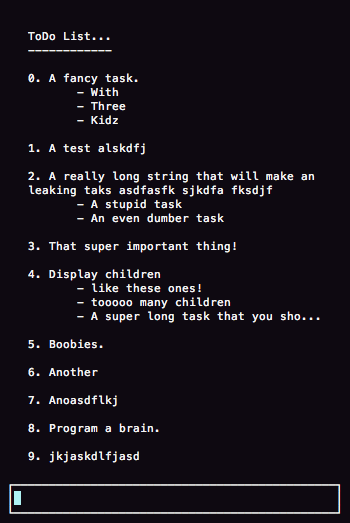 ToDo List...
-------------
0. A fancy task.
- With
- Three
- Kidz
1. A test alskdfj
2. A really long string that will make an
leaking taks asdfasfk sjkdfa fksdjf
- A stupid task
- An even dumber task
3. That super important thing!
4. Display children
- like these ones!
- tooooo many children
- A super long task that you sho...
5. Boobies.
6. Another
7. Anoasdflkj
8. Program a brain.
9. jkjaskdlfjasd